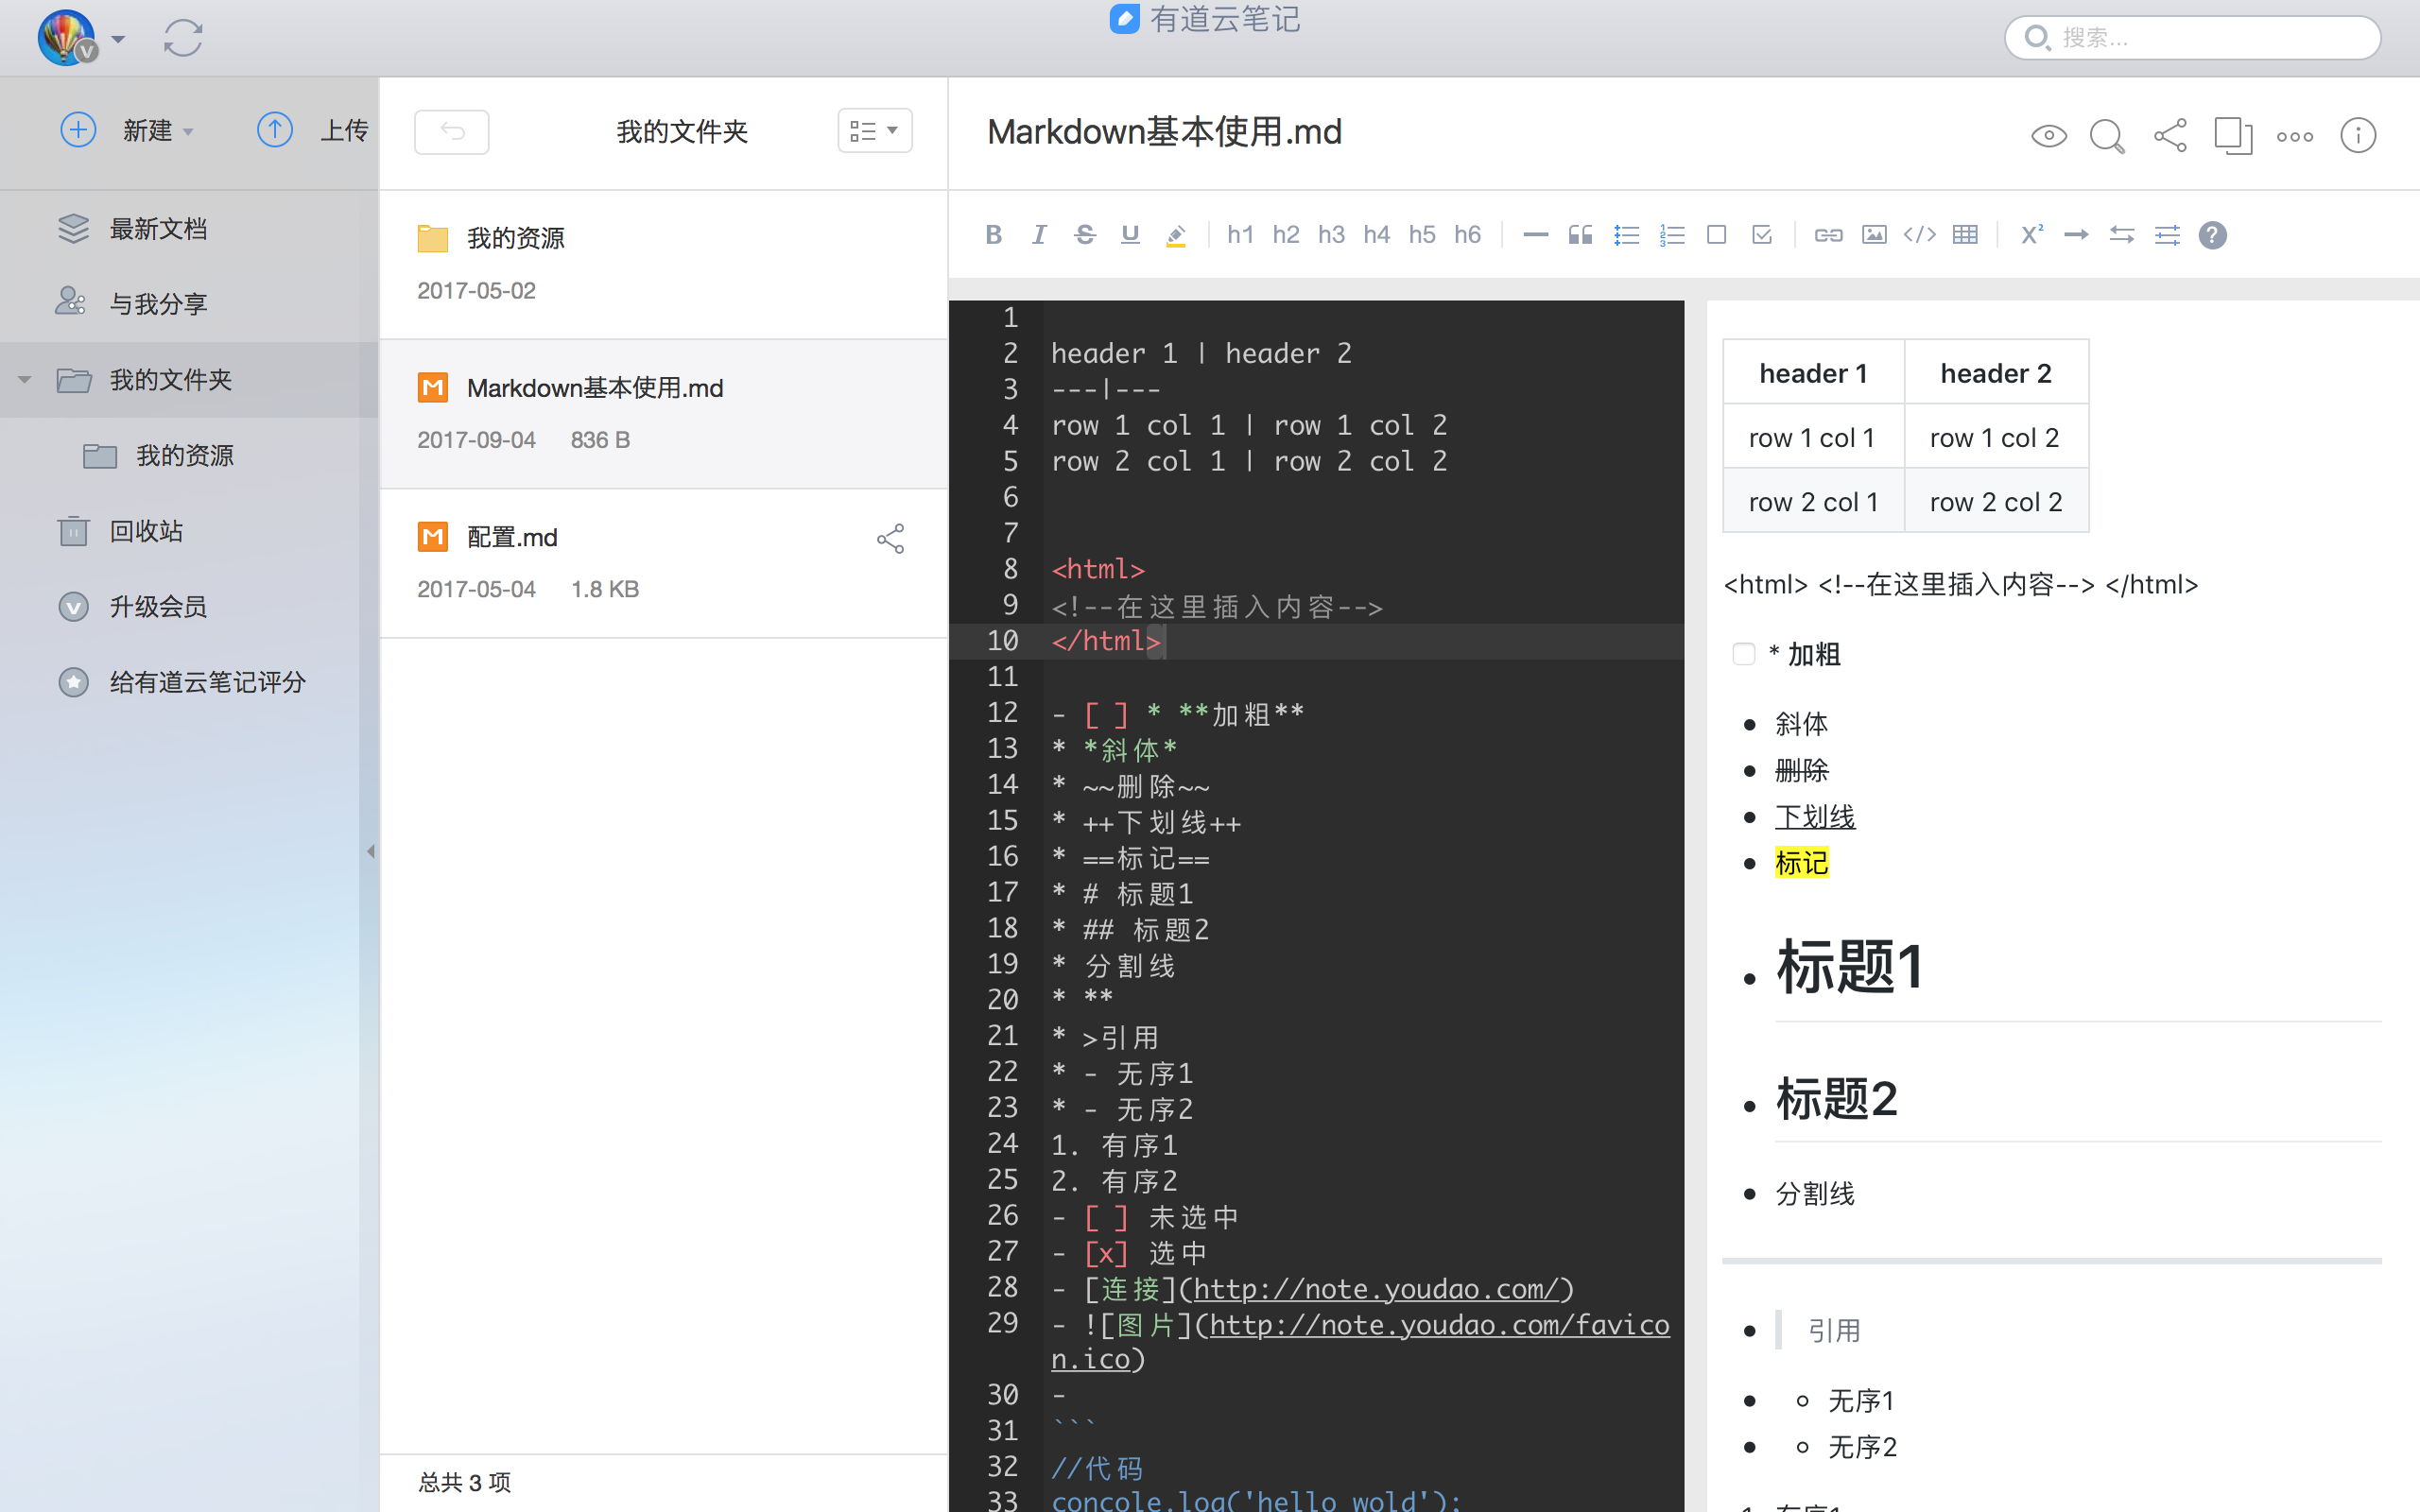 有道云笔记
搜索...
新建
上传
我的文件夹
Markdown基本使用.md
最新文档
与我分享
我的文件夹
我的资源
回收站
升级会员
给有道云笔记评分
我的资源
2017-05-02
Markdown基本使用.md
2017-09-04 836 B
配置.md
2017-05-04 1.8 KB
总共 3 项
B I S U h1 h2 h3 h4 h5 h6 </> X² ?
1
2 header 1 | header 2
3 ---|---
4 row 1 col 1 | row 1 col 2
5 row 2 col 1 | row 2 col 2
6
7
8 <html>
9 <!--在这里插入内容-->
10 </html>
11
12 - [ ] * **加粗**
13 * *斜体*
14 * ~~删除~~
15 * ++下划线++
16 * ==标记==
17 * # 标题1
18 * ## 标题2
19 * 分割线
20 * **
21 * >引用
22 * - 无序1
23 * - 无序2
24 1. 有序1
25 2. 有序2
26 - [ ] 未选中
27 - [x] 选中
28 - [连接](http://note.youdao.com/)
29 - ![图片](http://note.youdao.com/favico
n.ico)
30 -
31 ```
32 //代码
33 concole.log('hello wold');
header 1 header 2
row 1 col 1 row 1 col 2
row 2 col 1 row 2 col 2
<html> <!--在这里插入内容--> </html>
* 加粗
斜体
删除
下划线
标记
标题1
标题2
分割线
引用
无序1
无序2
1. 有序1